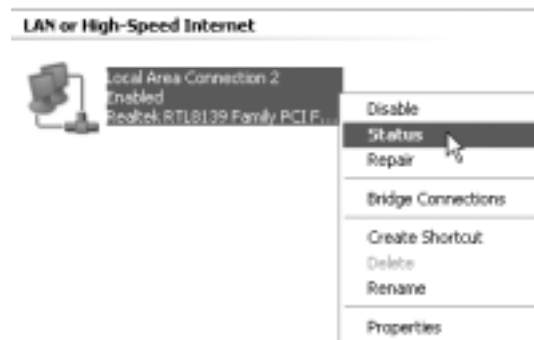 LAN or High-Speed Internet
Local Area Connection 2
Enabled
Realtek RTL8139 Family PCI F...
Disable
Status
Repair
Bridge Connections
Create Shortcut
Delete
Rename
Properties